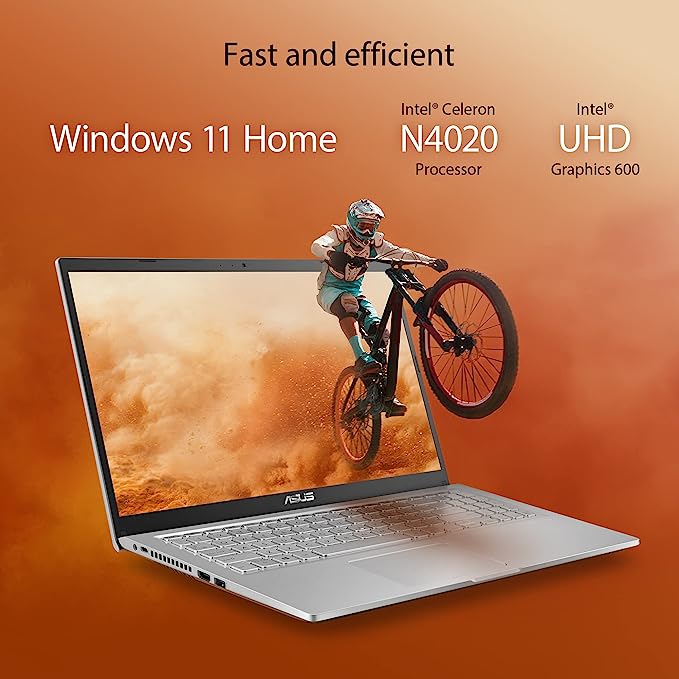 Fast and efficient
Windows 11 Home
Intel® Celeron
N4020
Processor
Intel®
UHD
Graphics 600
ASUS